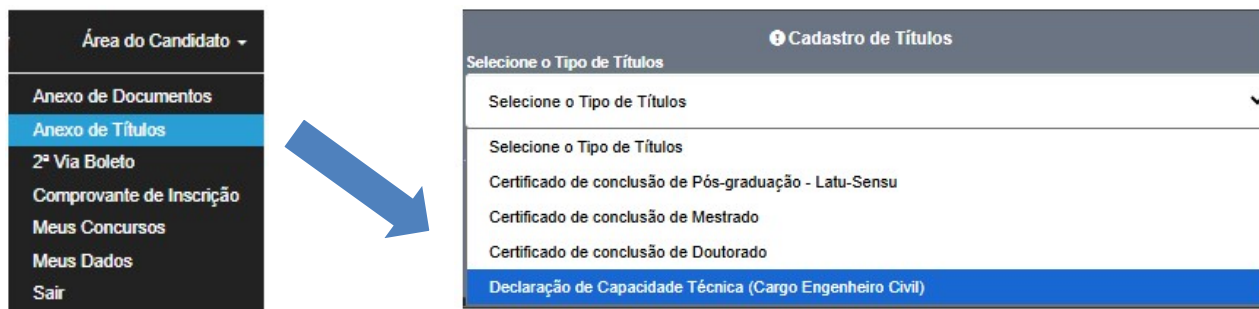 Área do Candidato
Anexo de Documentos
Anexo de Títulos
2ª Via Boleto
Comprovante de Inscrição
Meus Concursos
Meus Dados
Sair
Cadastro de Títulos
Selecione o Tipo de Títulos
Selecione o Tipo de Títulos
Selecione o Tipo de Títulos
Certificado de conclusão de Pós-graduação - Latu-Sensu
Certificado de conclusão de Mestrado
Certificado de conclusão de Doutorado
Declaração de Capacidade Técnica (Cargo Engenheiro Civil)